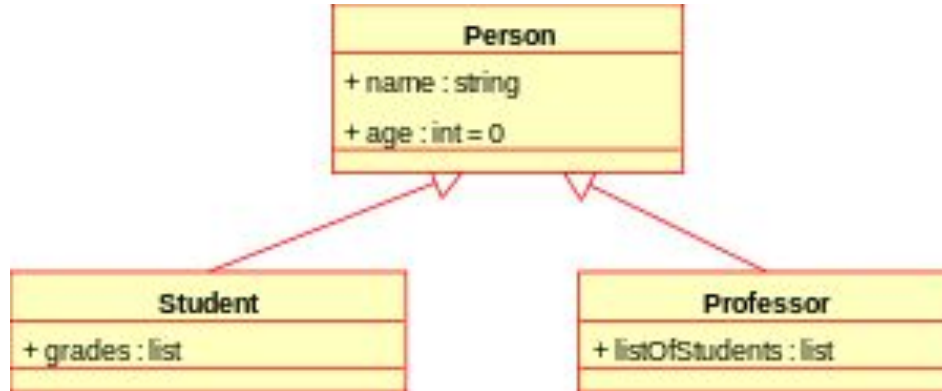 Person
+ name : string
+ age : int = 0
Student
+ grades : list
Professor
+ listOfStudents : list